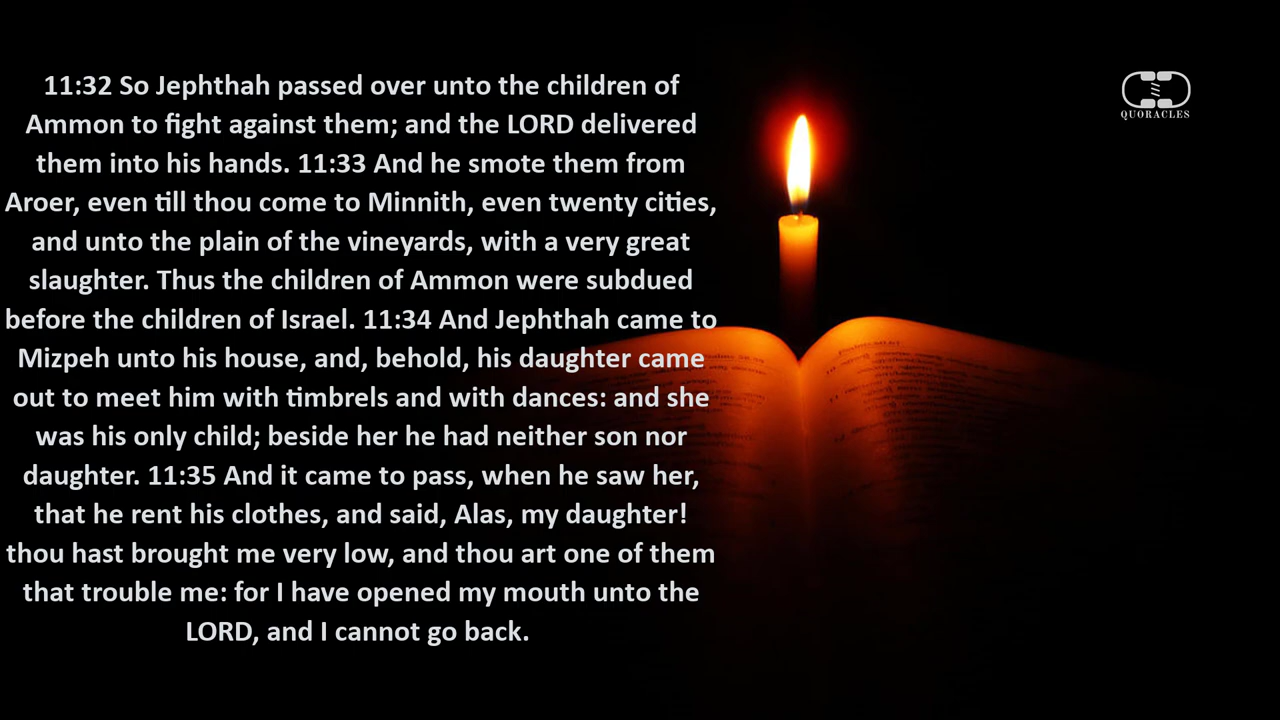 11:32 So Jephthah passed over unto the children of
Ammon to fight against them; and the LORD delivered
them into his hands. 11:33 And he smote them from
Aroer, even till thou come to Minnith, even twenty cities,
and unto the plain of the vineyards, with a very great
slaughter. Thus the children of Ammon were subdued
before the children of Israel. 11:34 And Jephthah came to
Mizpeh unto his house, and, behold, his daughter came
out to meet him with timbrels and with dances: and she
was his only child; beside her he had neither son nor
daughter. 11:35 And it came to pass, when he saw her,
that he rent his clothes, and said, Alas, my daughter!
thou hast brought me very low, and thou art one of them
that trouble me: for I have opened my mouth unto the
LORD, and I cannot go back.
QUORACLES